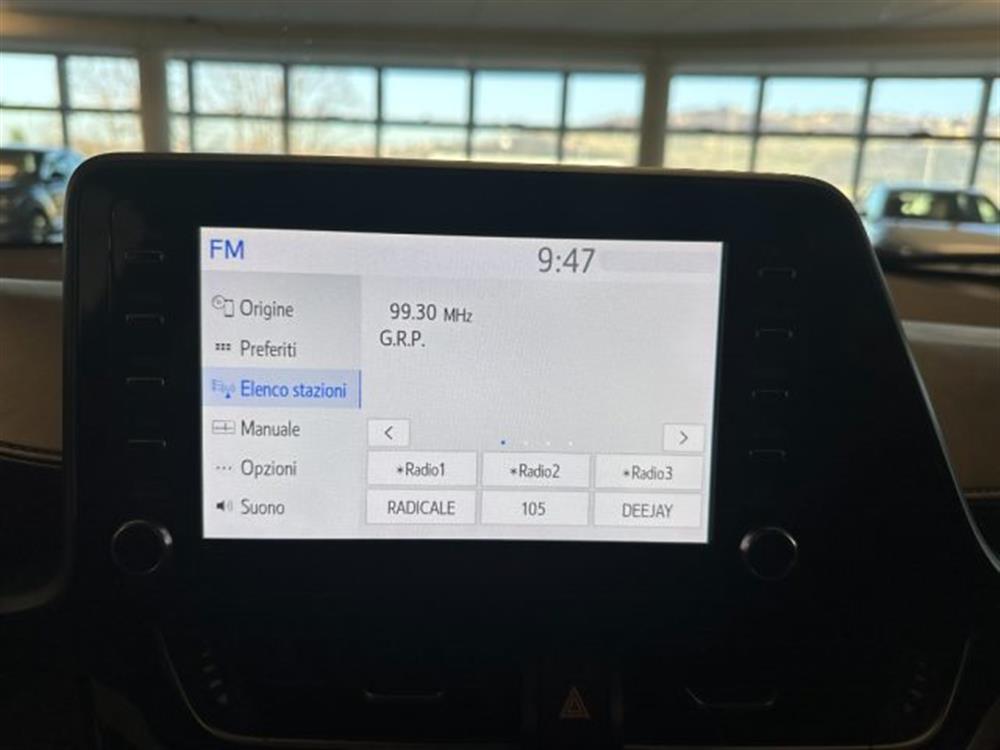 FM
9:47
Origine
Preferiti
Elenco stazioni
Manuale
Opzioni
Suono
99.30 MHz
G.R.P.
*Radio1
*Radio2
*Radio3
RADICALE
105
DEEJAY